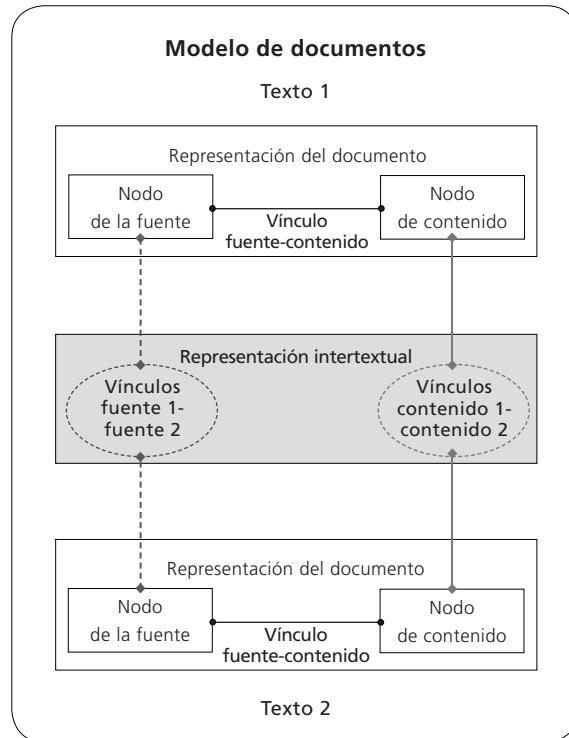 Modelo de documentos
Texto 1
Representación del documento
Nodo
de la fuente
Vínculo
fuente-contenido
Nodo
de contenido
Representación intertextual
Vínculos
fuente 1-
fuente 2
Vínculos
contenido 1-
contenido 2
Representación del documento
Nodo
de la fuente
Vínculo
fuente-contenido
Nodo
de contenido
Texto 2